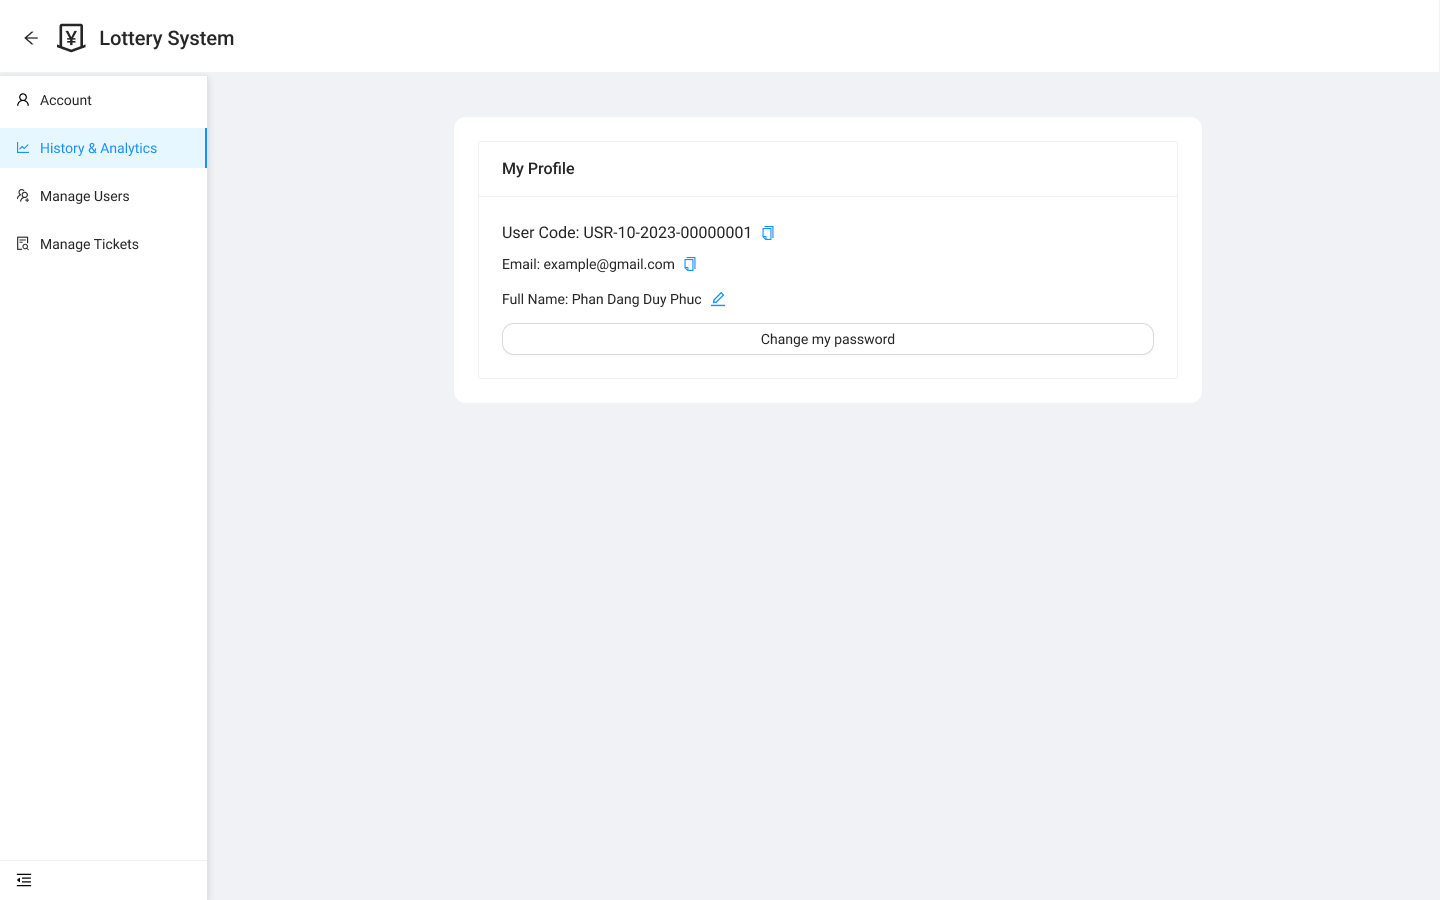 Lottery System
Account
History & Analytics
Manage Users
Manage Tickets
My Profile
User Code: USR-10-2023-00000001
Email: example@gmail.com
Full Name: Phan Dang Duy Phuc
Change my password